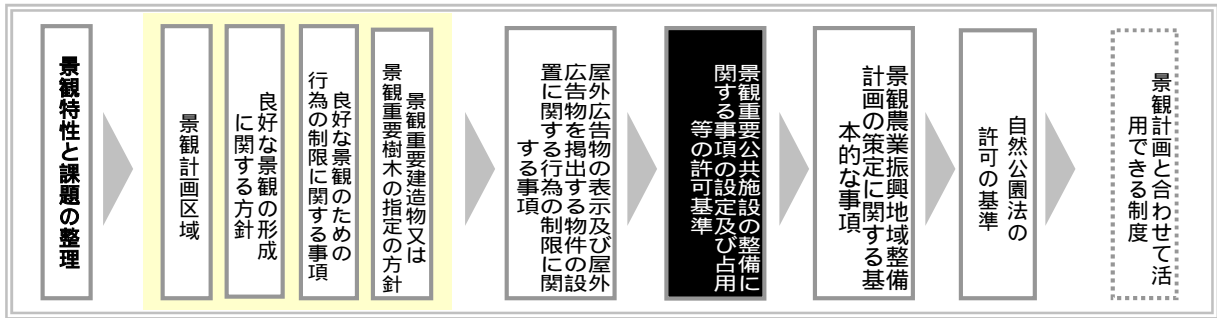 景観特性と課題の整理
景観計画区域
良好な景観の形成
に関する方針
良好な景観のための
行為の制限に関する事項
景観重要建造物又は
景観重要樹木の指定の方針
屋外広告物の表示及び屋外
広告物を掲出する物件の設
置に関する行為の制限に関
する事項
景観重要公共施設の整備に
関する事項の設定及び占用
等の許可基準
景観農業振興地域整備
計画の策定に関する基
本的な事項
自然公園法の
許可の基準
景観計画と合わせて活
用できる制度